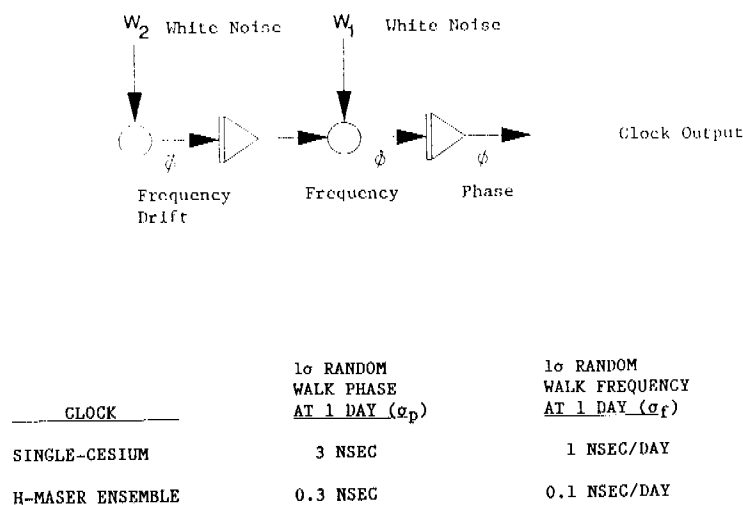 W2 White Noise W1 White Noise
Clock Output
φ̈ φ̇ φ
Frequency Drift Frequency Phase
1σ RANDOM WALK PHASE AT 1 DAY (σp)
1σ RANDOM WALK FREQUENCY AT 1 DAY (σf)
CLOCK
SINGLE-CESIUM 3 NSEC 1 NSEC/DAY
H-MASER ENSEMBLE 0.3 NSEC 0.1 NSEC/DAY